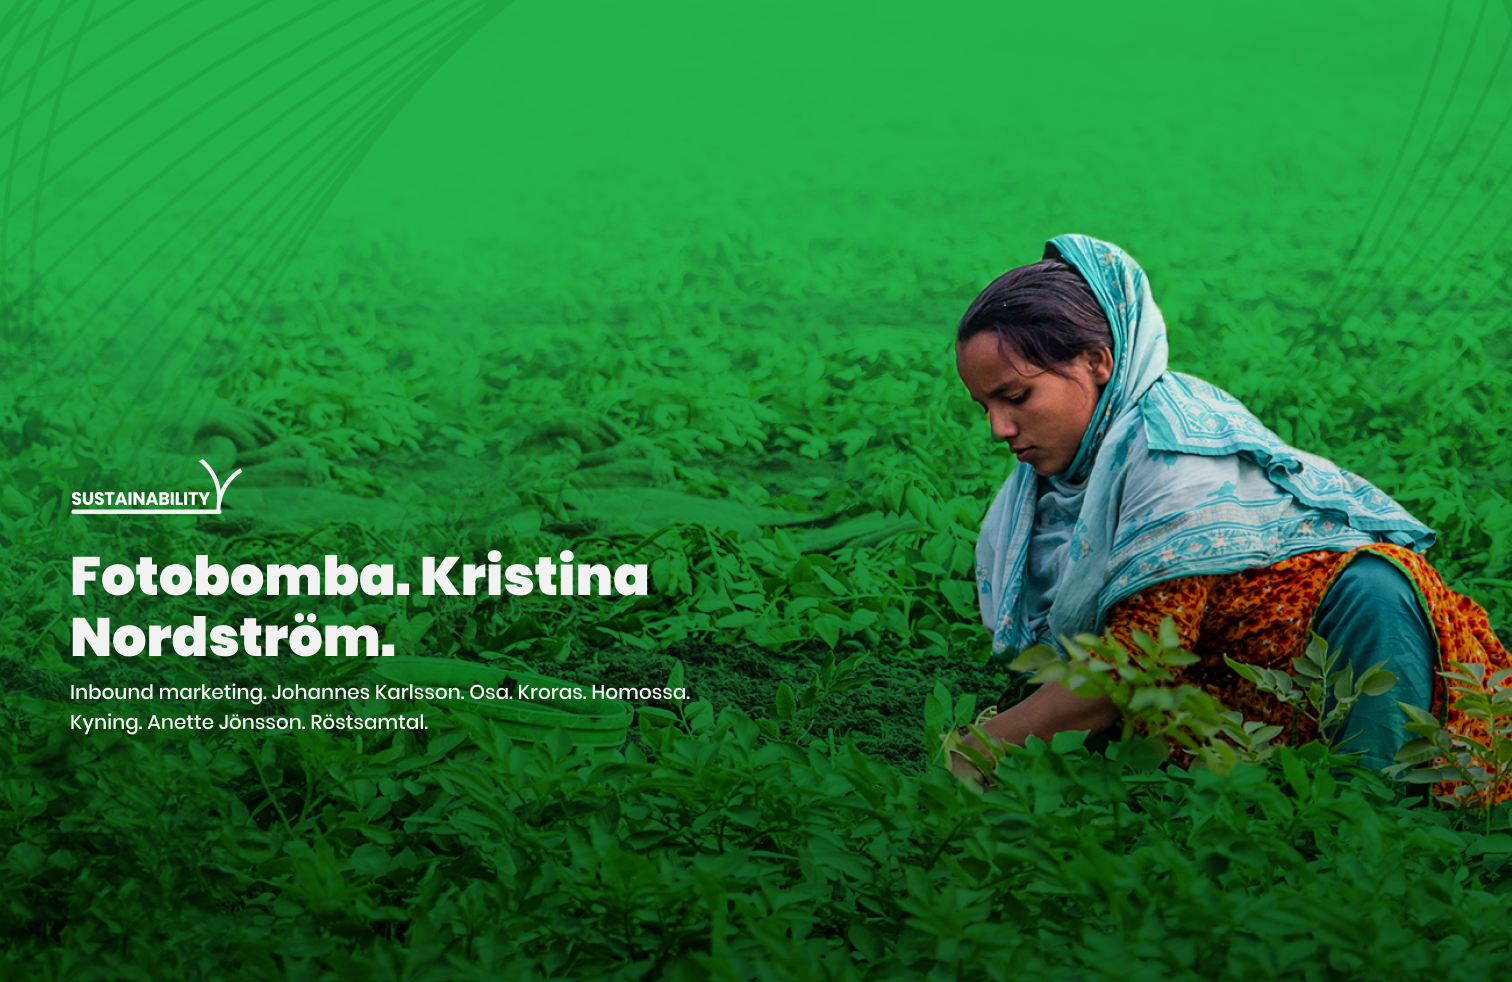 SUSTAINABILITY
Fotobomba. Kristina
Nordström.
Inbound marketing. Johannes Karlsson. Osa. Kroras. Homossa.
Kyning. Anette Jönsson. Röstsamtal.